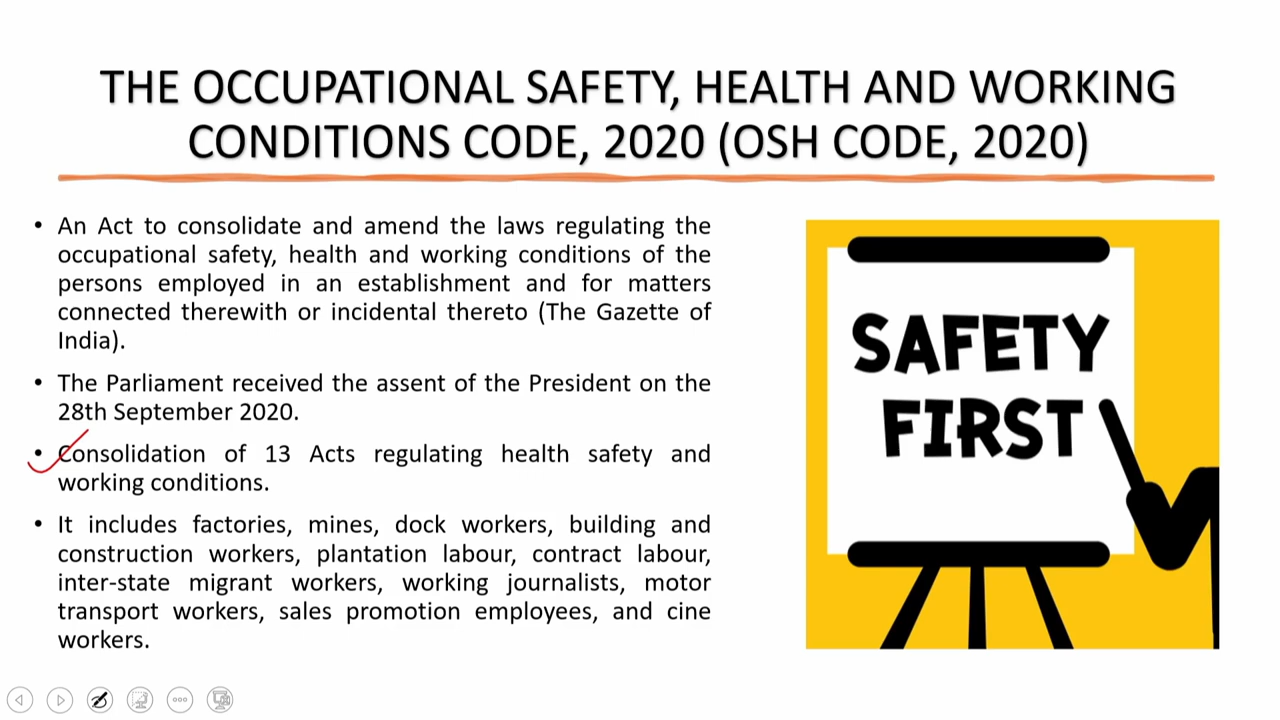 THE OCCUPATIONAL SAFETY, HEALTH AND WORKING
CONDITIONS CODE, 2020 (OSH CODE, 2020)
• An Act to consolidate and amend the laws regulating the
occupational safety, health and working conditions of the
persons employed in an establishment and for matters
connected therewith or incidental thereto (The Gazette of
India).
• The Parliament received the assent of the President on the
28th September 2020.
• Consolidation of 13 Acts regulating health safety and
working conditions.
• It includes factories, mines, dock workers, building and
construction workers, plantation labour, contract labour,
inter-state migrant workers, working journalists, motor
transport workers, sales promotion employees, and cine
workers.
SAFETY
FIRST